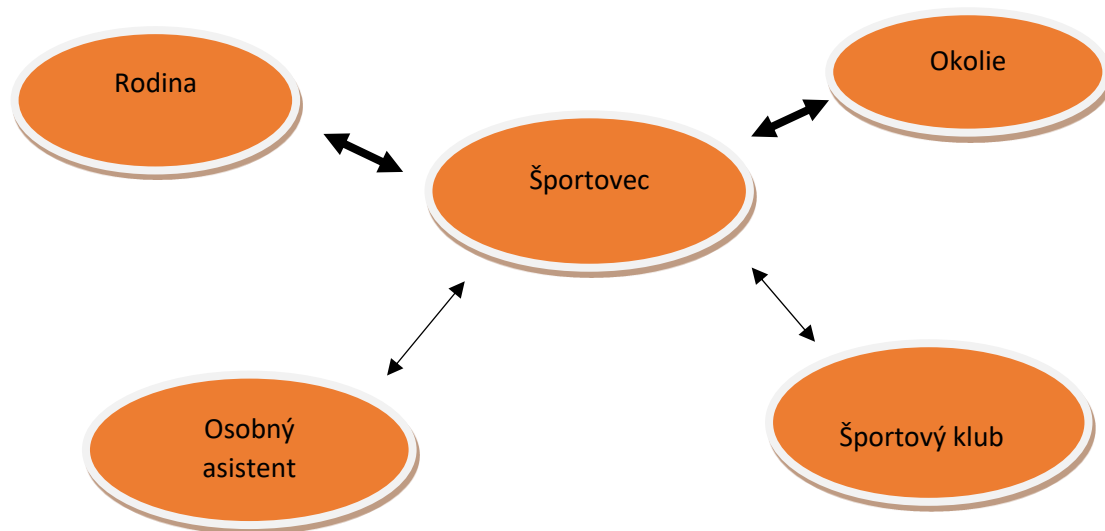 Rodina
Okolie
Športovec
Osobný
asistent
Športový klub